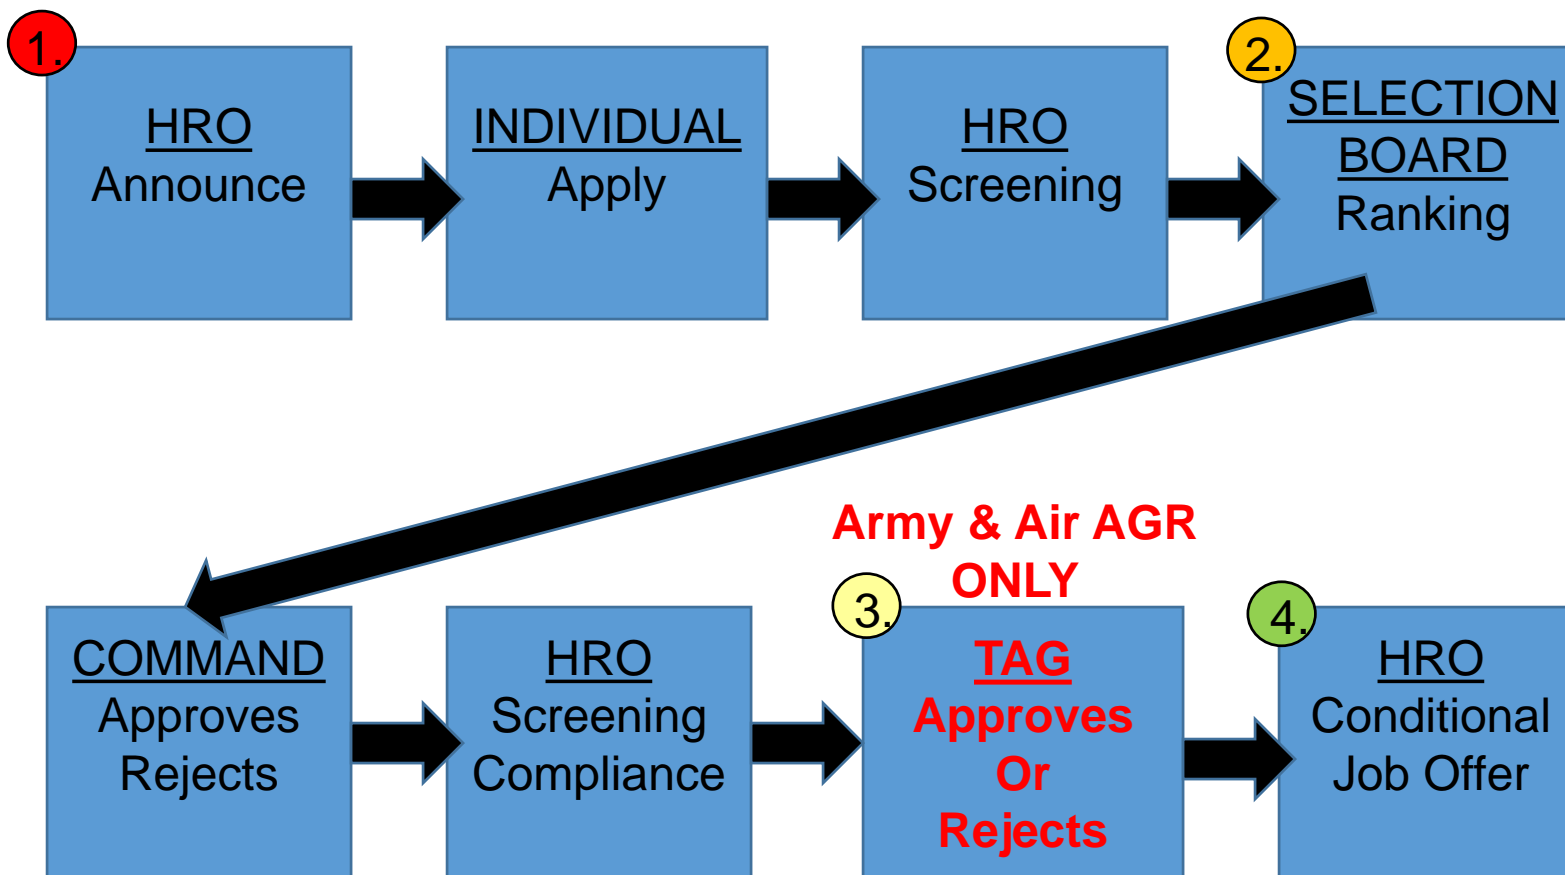 1.
HRO
Announce
INDIVIDUAL
Apply
HRO
Screening
2.
SELECTION
BOARD
Ranking
COMMAND
Approves
Rejects
HRO
Screening
Compliance
Army & Air AGR
ONLY
3.
TAG
Approves
Or
Rejects
4.
HRO
Conditional
Job Offer